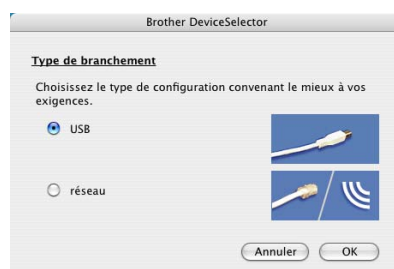 Brother DeviceSelector
Type de branchement
Choisissez le type de configuration convenant le mieux à vos
exigences.
USB
réseau
Annuler
OK